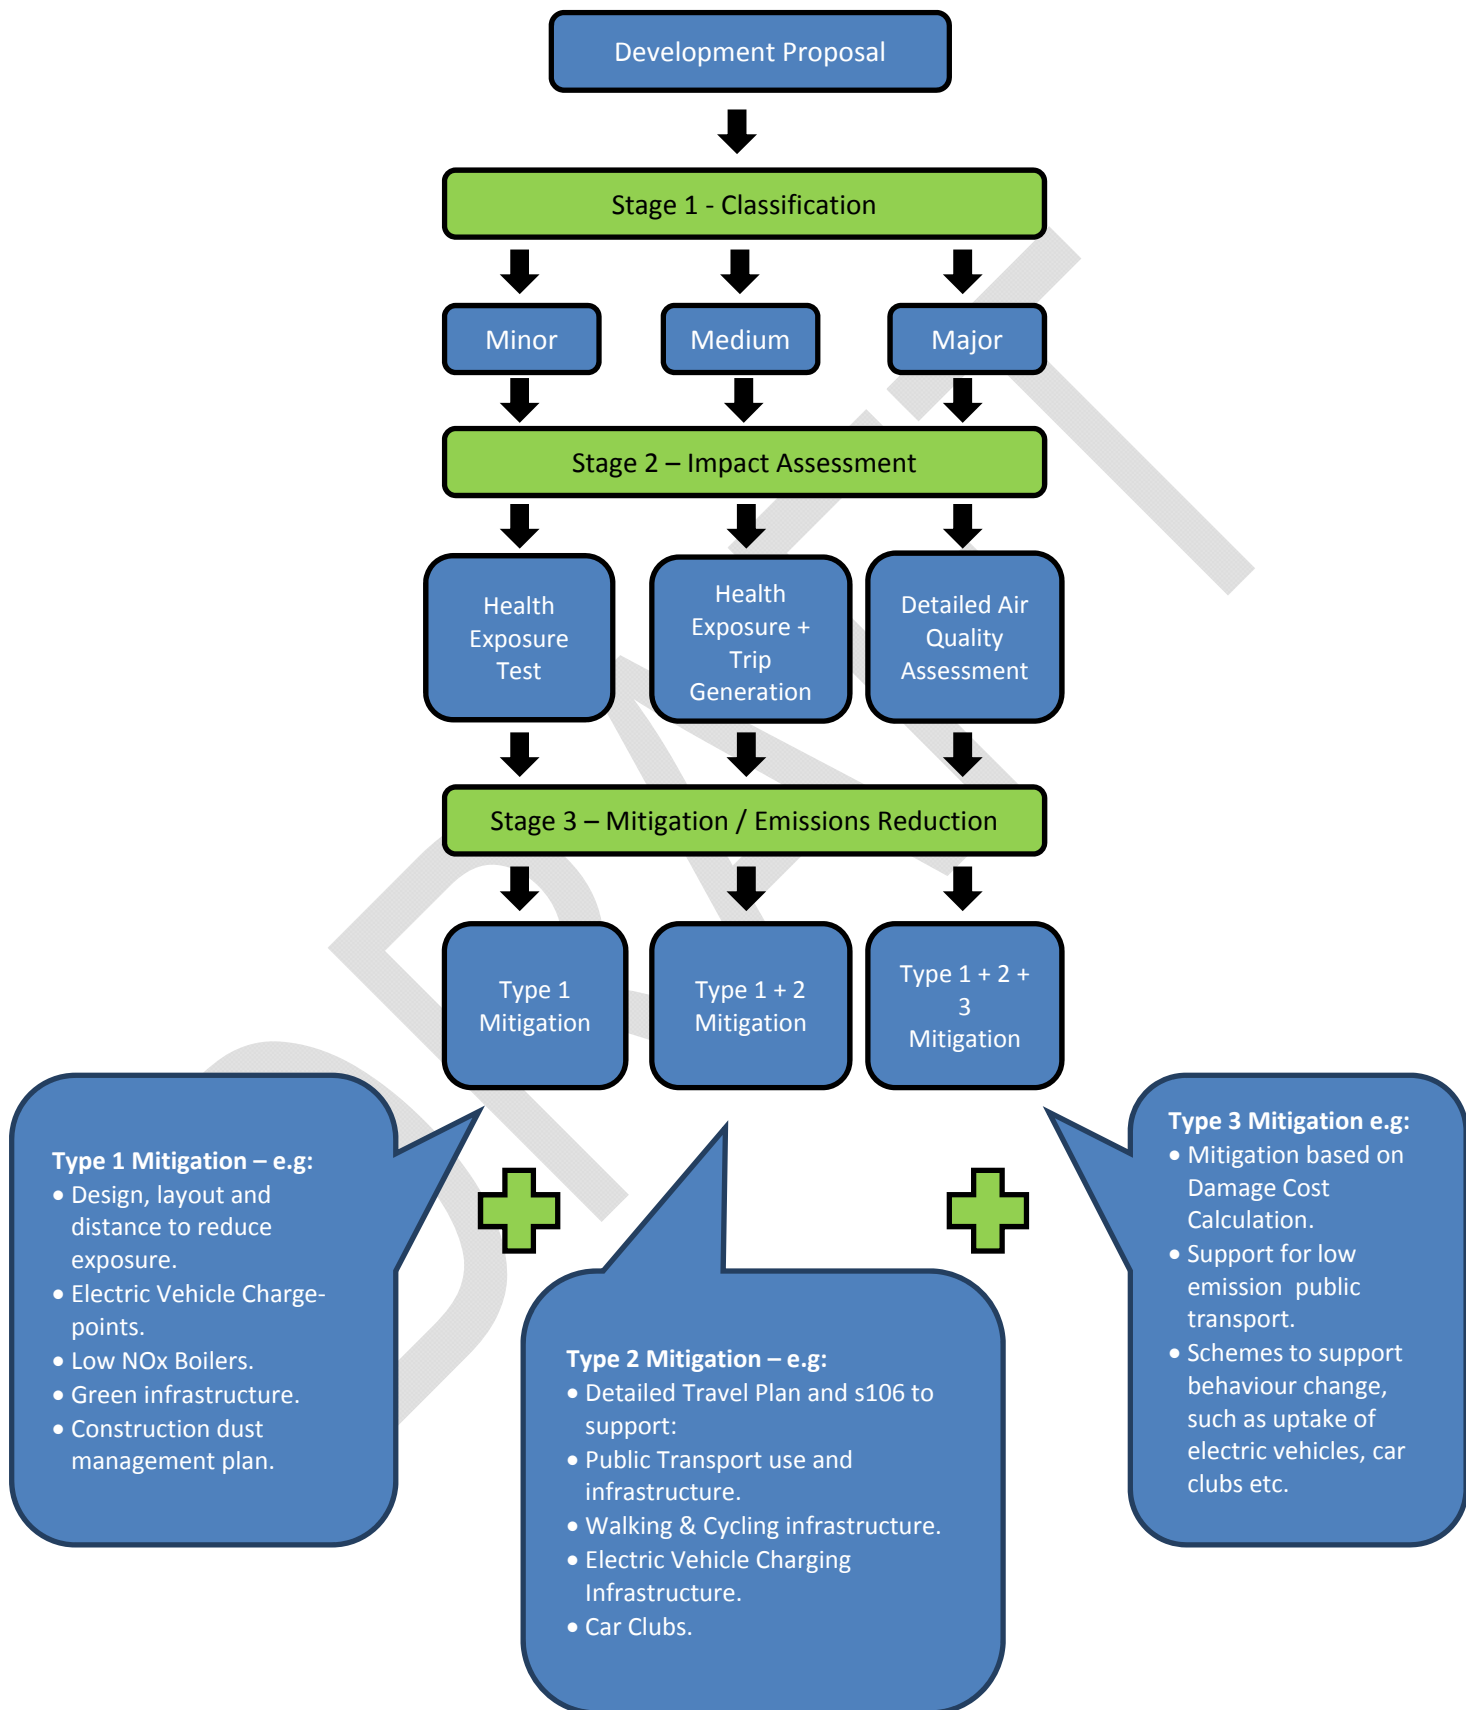 Development Proposal
Stage 1 - Classification
Minor
Medium
Major
Stage 2 – Impact Assessment
Health
Exposure
Test
Health
Exposure +
Trip
Generation
Detailed Air
Quality
Assessment
Stage 3 – Mitigation / Emissions Reduction
Type 1
Mitigation
Type 1 + 2
Mitigation
Type 1 + 2 +
3
Mitigation
Type 1 Mitigation – e.g:
• Design, layout and
distance to reduce
exposure.
• Electric Vehicle Charge-
points.
• Low NOx Boilers.
• Green infrastructure.
• Construction dust
management plan.
Type 2 Mitigation – e.g:
• Detailed Travel Plan and s106 to
support:
• Public Transport use and
infrastructure.
• Walking & Cycling infrastructure.
• Electric Vehicle Charging
Infrastructure.
• Car Clubs.
Type 3 Mitigation e.g:
• Mitigation based on
Damage Cost
Calculation.
• Support for low
emission  public
transport.
• Schemes to support
behaviour change,
such as uptake of
electric vehicles, car
clubs etc.
DRAFT